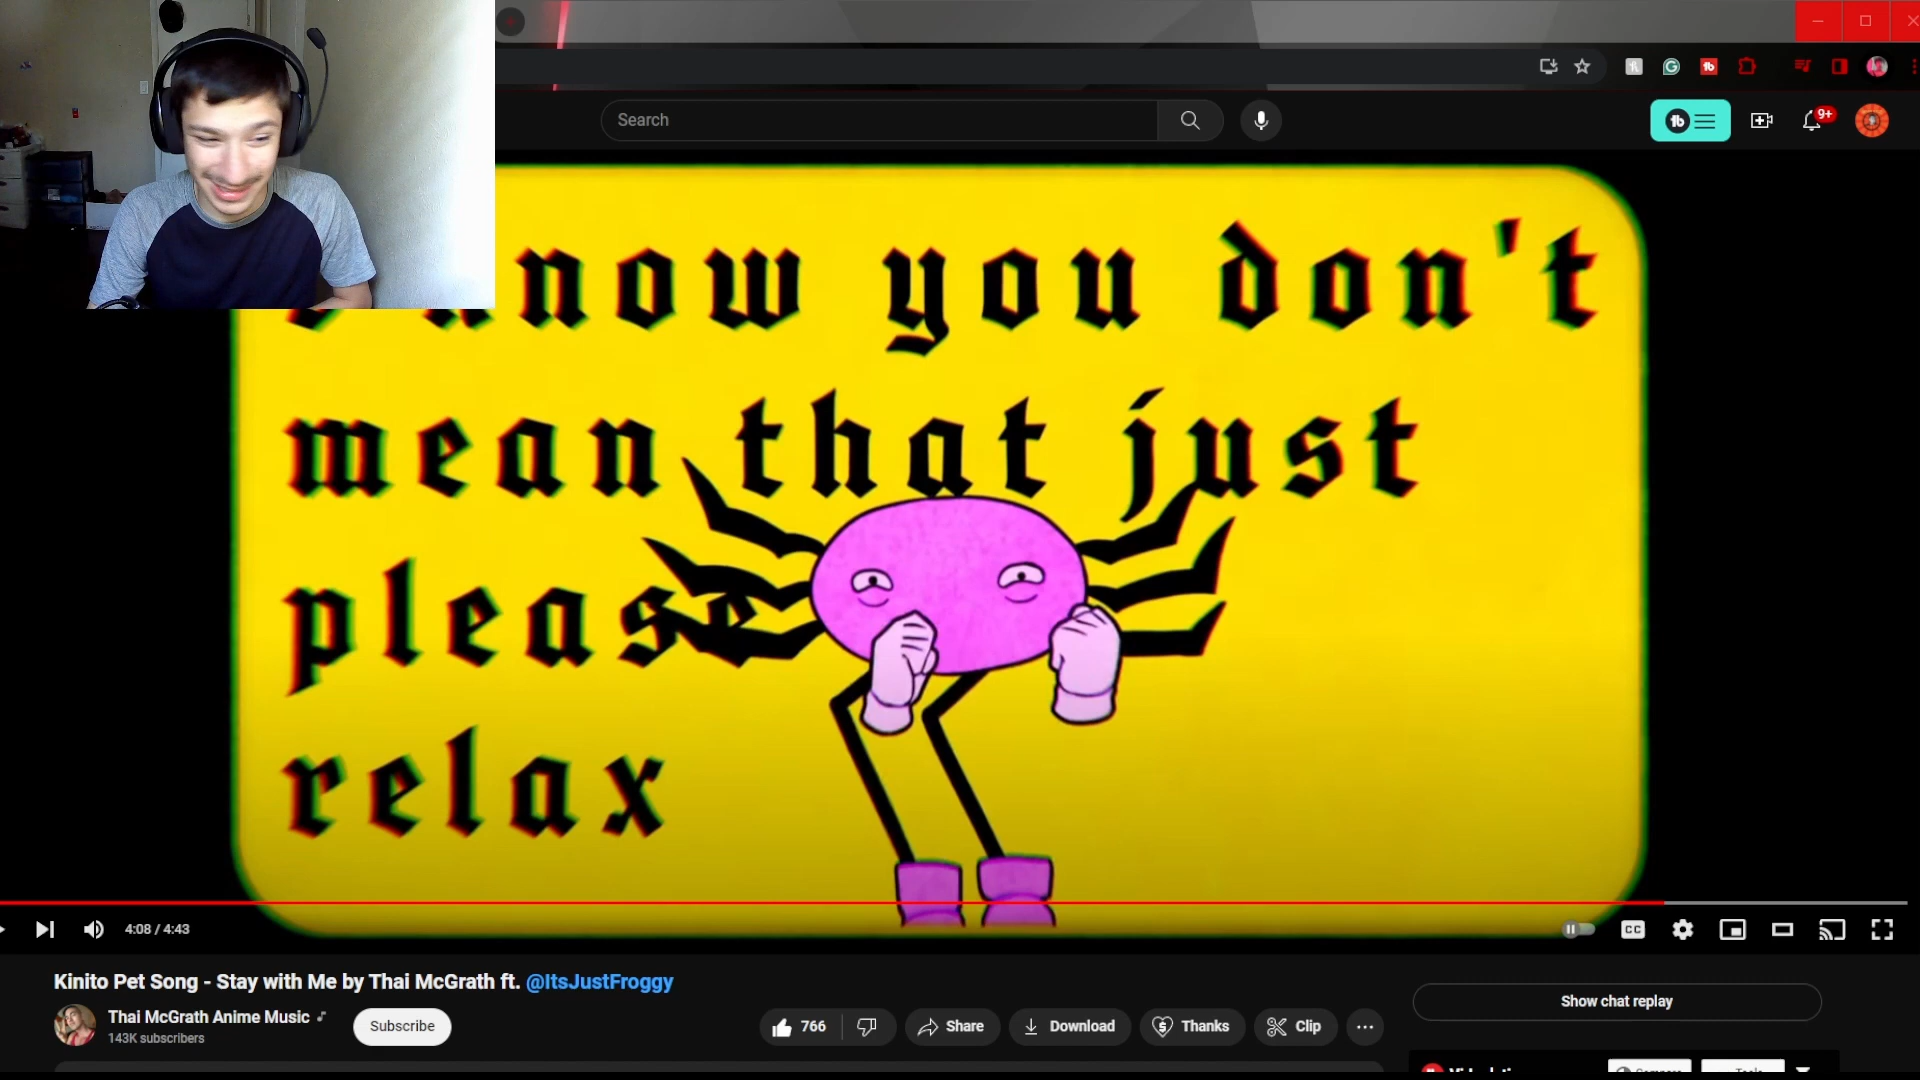 Search
9+
know you don't
mean that just
please
relax
4:08 / 4:43
CC
Kinito Pet Song - Stay with Me by Thai McGrath ft. @ItsJustFroggy
Thai McGrath Anime Music
143K subscribers
Subscribe
766
Share
Download
Thanks
Clip
Show chat replay